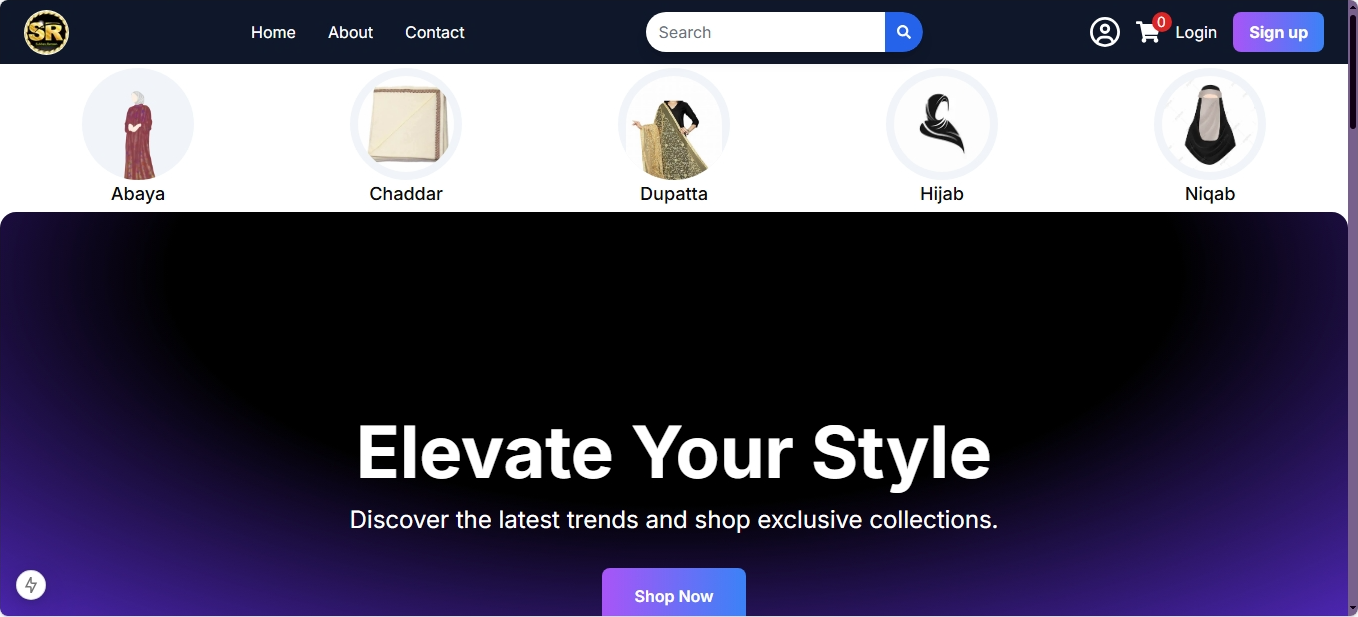 SR
Home
About
Contact
Search
0
Login
Sign up
Abaya
Chaddar
Dupatta
Hijab
Niqab
Elevate Your Style
Discover the latest trends and shop exclusive collections.
Shop Now